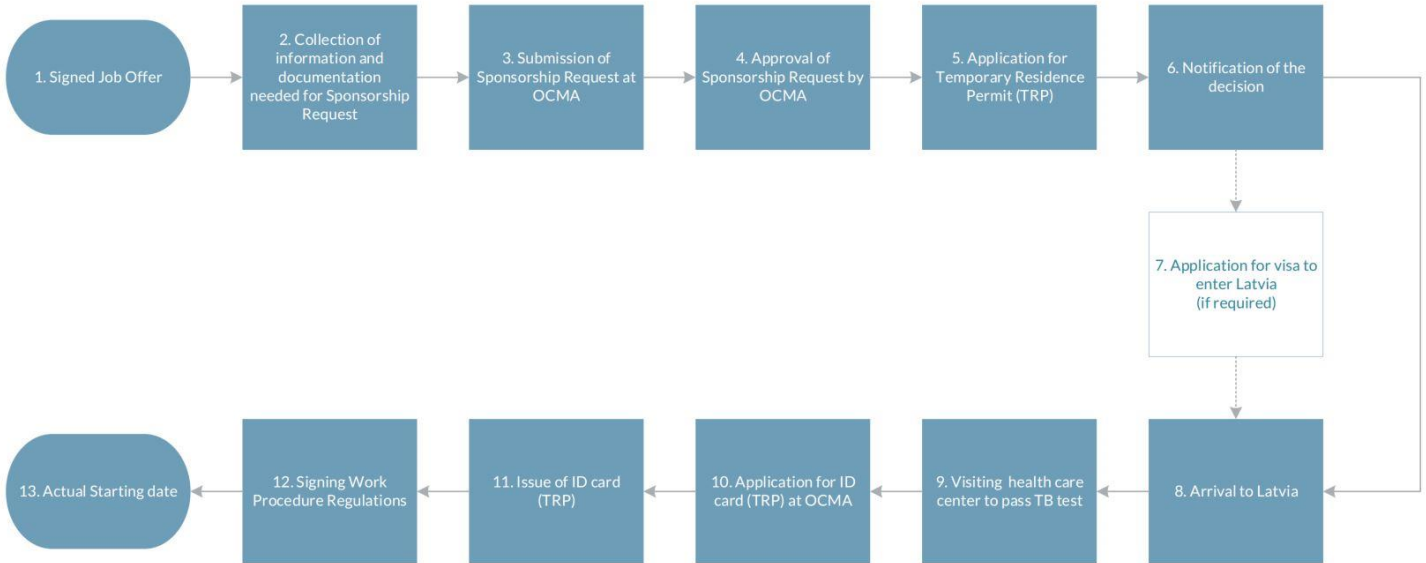 1. Signed Job Offer
2. Collection of
information and
documentation
needed for Sponsorship
Request
3. Submission of
Sponsorship Request at
OCMA
4. Approval of
Sponsorship Request by
OCMA
5. Application for
Temporary Residence
Permit (TRP)
6. Notification of the
decision
7. Application for visa to
enter Latvia
(if required)
8. Arrival to Latvia
9. Visiting health care
center to pass TB test
10. Application for ID
card (TRP) at OCMA
11. Issue of ID card
(TRP)
12. Signing Work
Procedure Regulations
13. Actual Starting date